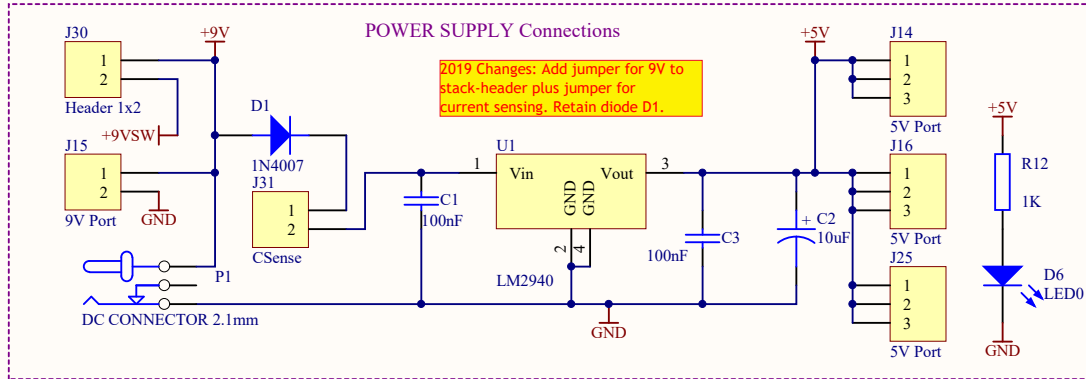 POWER SUPPLY Connections
2019 Changes: Add jumper for 9V to
stack-header plus jumper for
current sensing. Retain diode D1.
J30
1
2
Header 1x2
+9V
+9VSW
J15
1
2
9V Port
GND
D1
1N4007
J31
1
2
CSense
P1
DC CONNECTOR 2.1mm
C1
100nF
U1
1
Vin
Vout
3
GND
GND
2
4
LM2940
C3
100nF
+
C2
10uF
GND
+5V
J14
1
2
3
5V Port
J16
1
2
3
5V Port
J25
1
2
3
5V Port
+5V
R12
1K
D6
LED0
GND